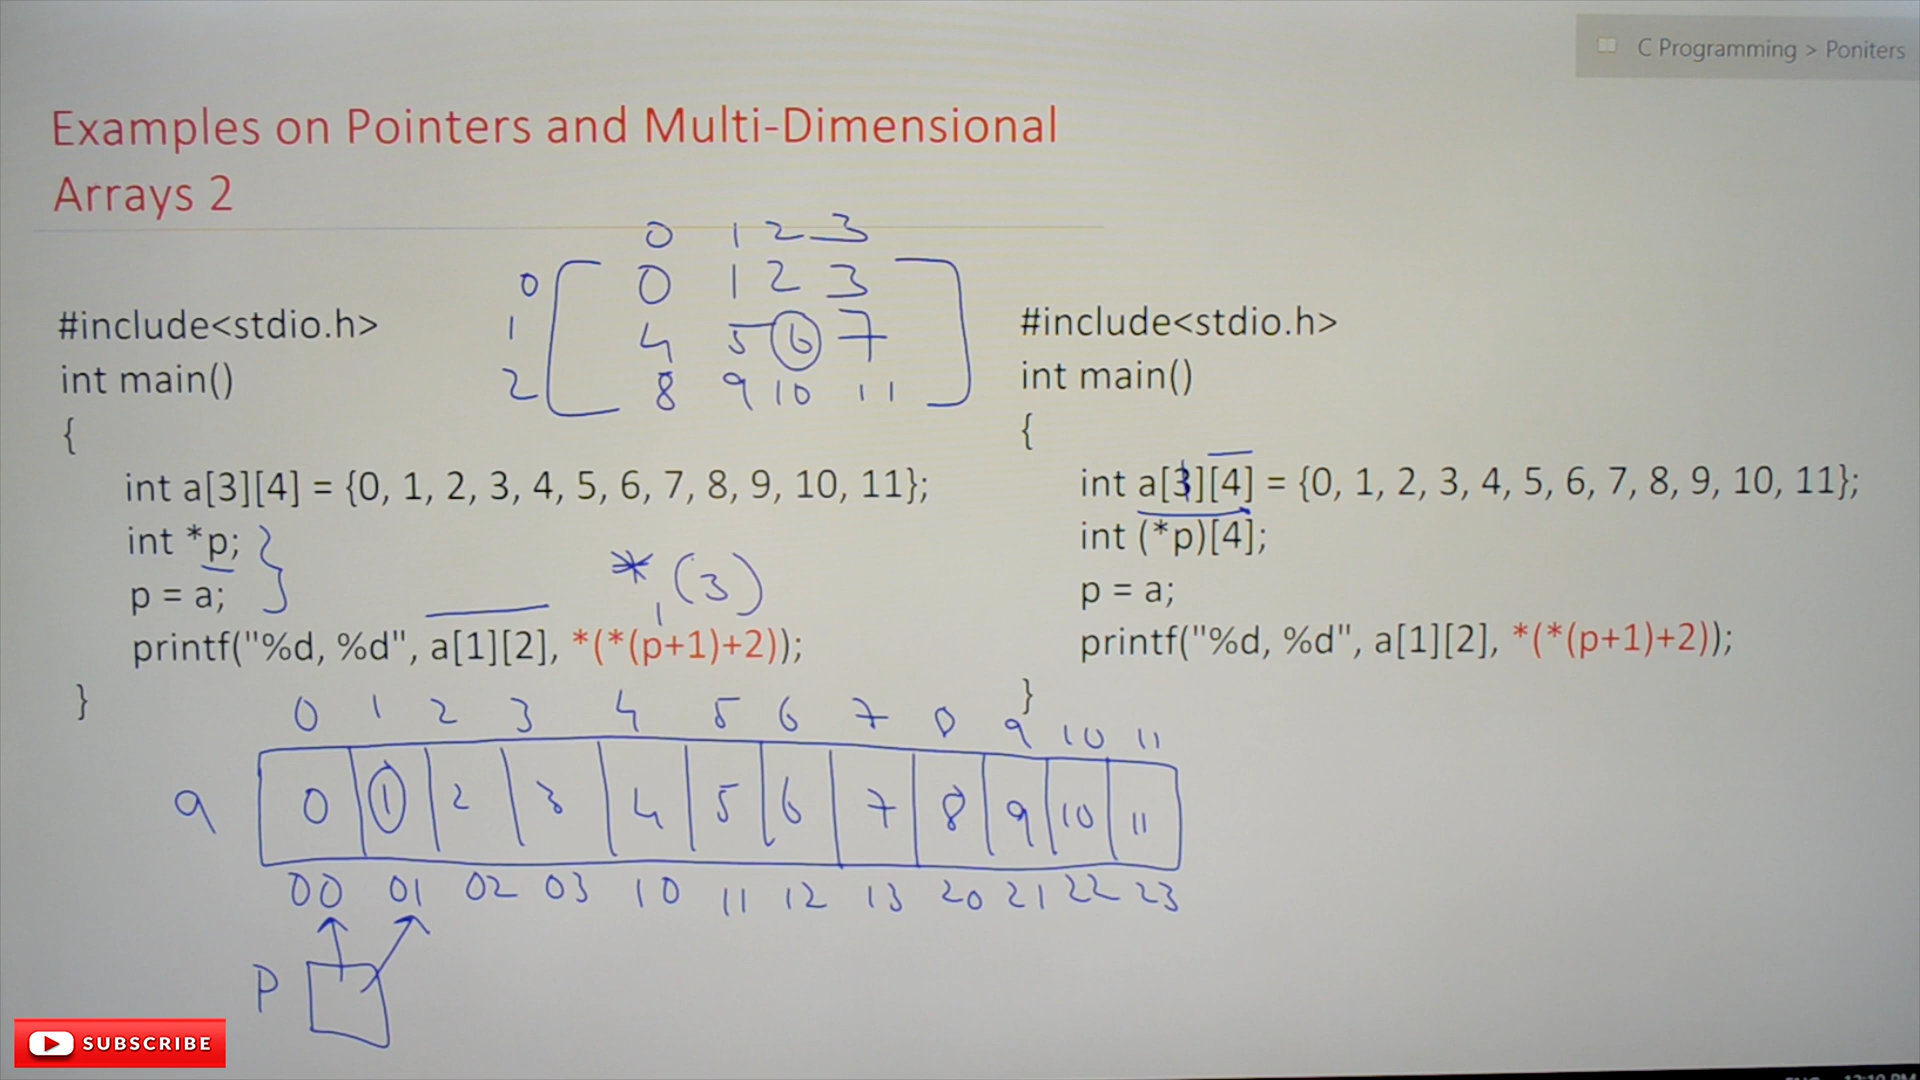 C Programming > Poniters
Examples on Pointers and Multi-Dimensional
Arrays 2
0 1 2 3
0 0 1 2 3
1 4 5 6 7
2 8 9 10 11
#include<stdio.h>
int main()
{
int a[3][4] = {0, 1, 2, 3, 4, 5, 6, 7, 8, 9, 10, 11};
int *p;
p = a;
* (3)
1
printf("%d, %d", a[1][2], *(*(p+1)+2));
}
#include<stdio.h>
int main()
{
int a[3][4] = {0, 1, 2, 3, 4, 5, 6, 7, 8, 9, 10, 11};
int (*p)[4];
p = a;
printf("%d, %d", a[1][2], *(*(p+1)+2));
}
0 1 2 3 4 5 6 7 8 9 10 11
a 0 1 2 3 4 5 6 7 8 9 10 11
00 01 02 03 10 11 12 13 20 21 22 23
P
SUBSCRIBE